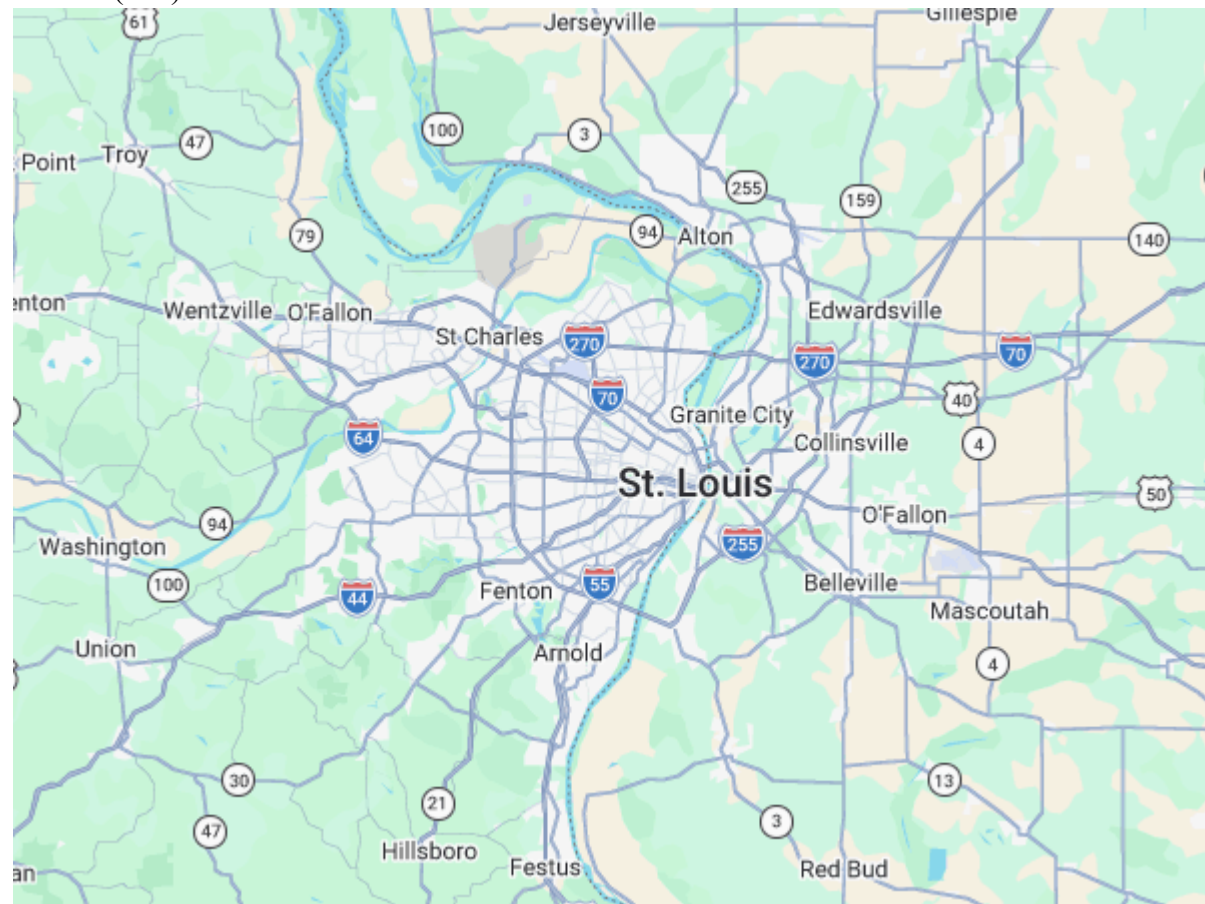 61
Jerseyville
Gillespie
100
3
47
Troy
Point
255
159
79
94
Alton
140
enton
Wentzville
O'Fallon
Edwardsville
St Charles
270
270
70
70
40
Granite City
64
Collinsville
4
St. Louis
50
94
O'Fallon
Washington
255
100
Fenton
55
Belleville
44
Mascoutah
Union
Arnold
4
30
13
21
3
47
Hillsboro
Festus
Red Bud
an